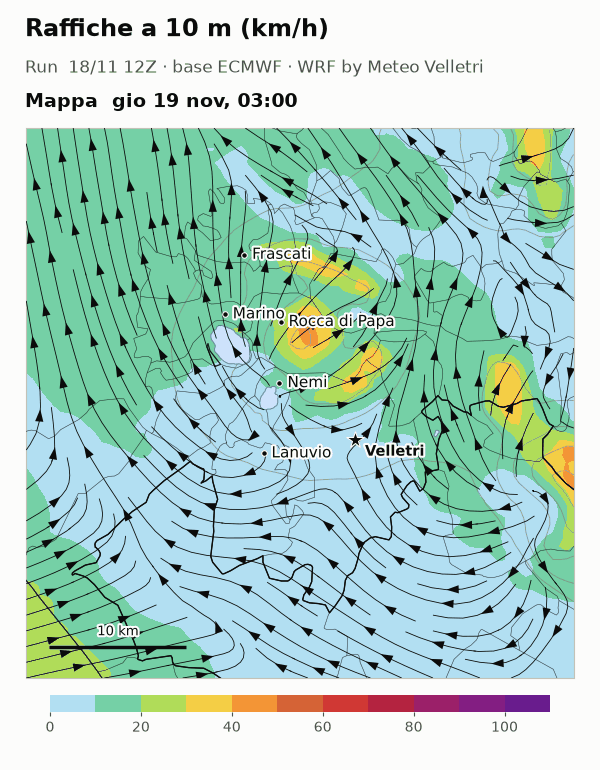 Raffiche a 10 m (km/h)
Run  18/11 12Z · base ECMWF · WRF by Meteo Velletri
Mappa  gio 19 nov, 03:00
Frascati
Marino
Rocca di Papa
Nemi
Velletri
Lanuvio
10 km
0 20 40 60 80 100